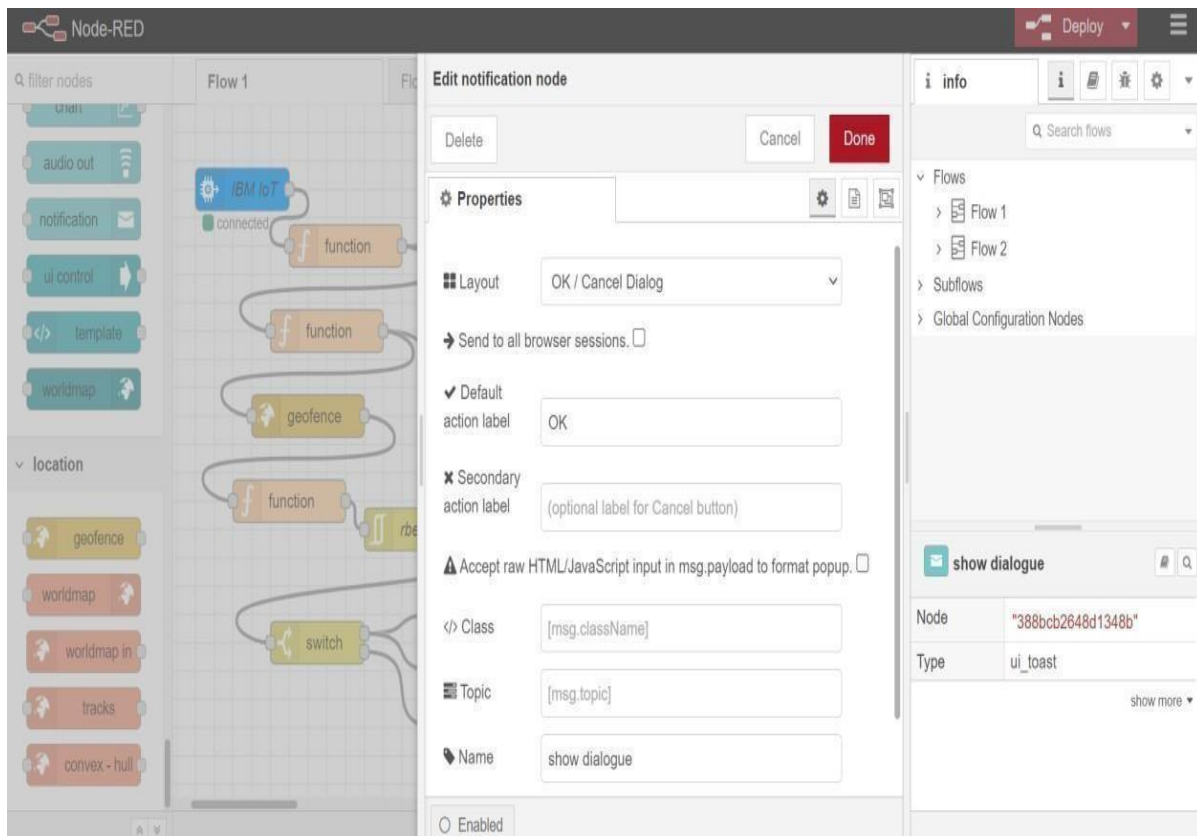 Node-RED
Deploy
filter nodes
chart
audio out
notification
ui control
template
worldmap
location
geofence
worldmap
worldmap in
tracks
convex - hull
Flow 1
IBM IoT
connected
function
function
geofence
function
switch
Edit notification node
Delete
Cancel
Done
Properties
Layout
OK / Cancel Dialog
Send to all browser sessions.
Default
action label
OK
Secondary
action label
(optional label for Cancel button)
Accept raw HTML/JavaScript input in msg.payload to format popup.
Class
[msg.className]
Topic
[msg.topic]
Name
show dialogue
Enabled
info
Search flows
Flows
Flow 1
Flow 2
Subflows
Global Configuration Nodes
show dialogue
Node
"388bcb2648d1348b"
Type
ui_toast
show more